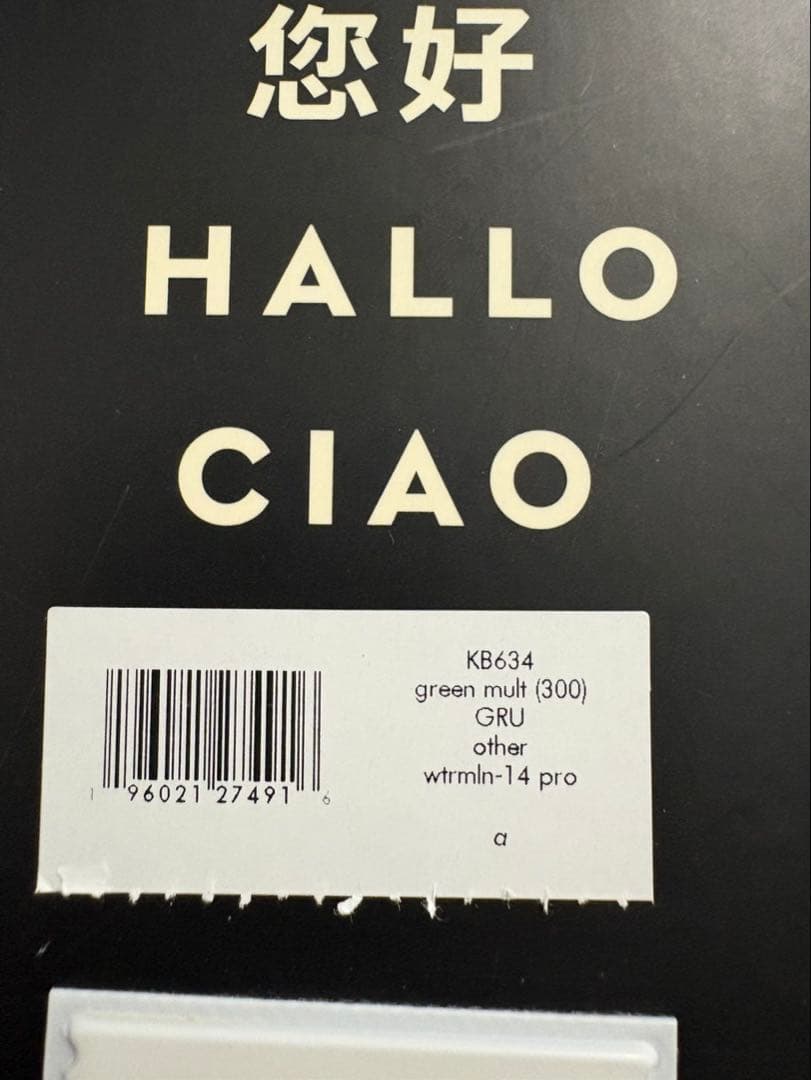 您好
HALLO
CIAO
KB634
green mult (300)
GRU
other
wtrmln-14 pro
a
1 96021 27491 6